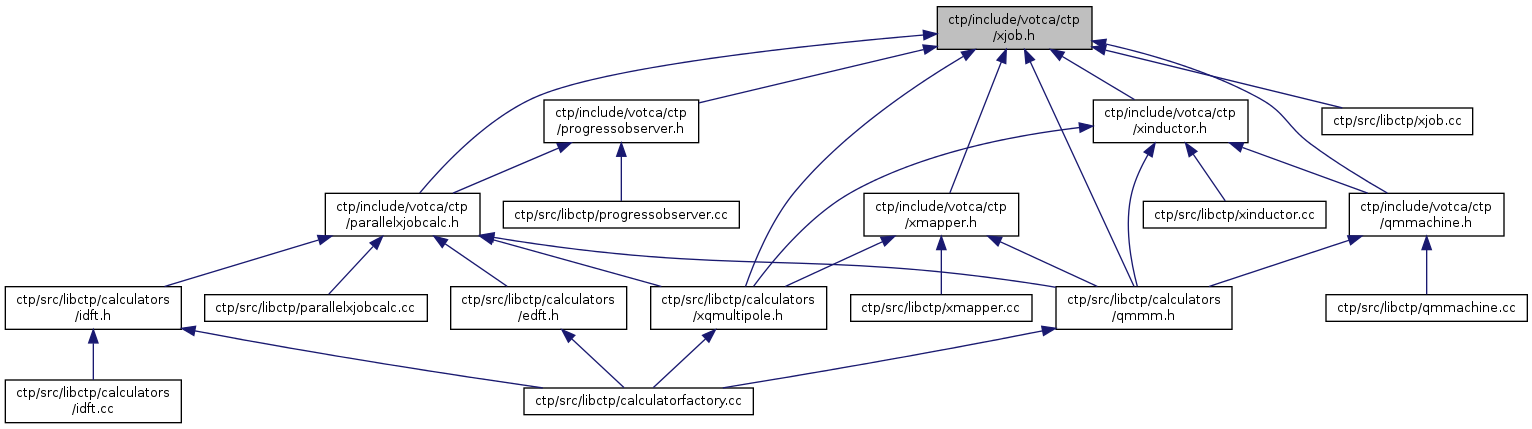 ctp/include/votca/ctp
/xjob.h
ctp/include/votca/ctp
/progressobserver.h
ctp/include/votca/ctp
/xinductor.h
ctp/src/libctp/xjob.cc
ctp/include/votca/ctp
/parallelxjobcalc.h
ctp/src/libctp/progressobserver.cc
ctp/include/votca/ctp
/xmapper.h
ctp/src/libctp/xinductor.cc
ctp/include/votca/ctp
/qmmachine.h
ctp/src/libctp/calculators
/idft.h
ctp/src/libctp/parallelxjobcalc.cc
ctp/src/libctp/calculators
/edft.h
ctp/src/libctp/calculators
/xqmultipole.h
ctp/src/libctp/xmapper.cc
ctp/src/libctp/calculators
/qmmm.h
ctp/src/libctp/qmmachine.cc
ctp/src/libctp/calculators
/idft.cc
ctp/src/libctp/calculatorfactory.cc